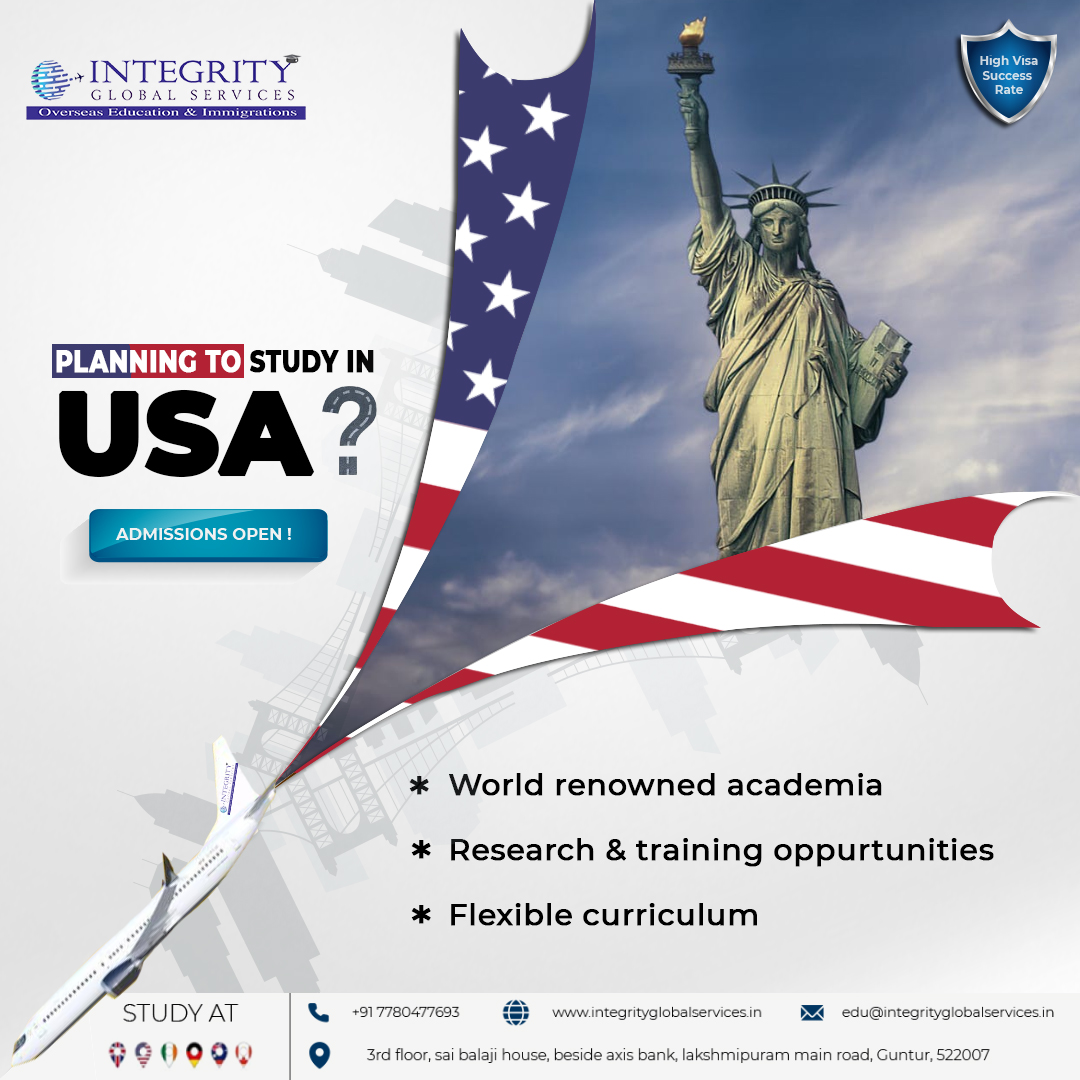 INTEGRITY
GLOBAL SERVICES
Overseas Education & Immigrations
High Visa
Success
Rate
PLANNING TO STUDY IN
USA?
ADMISSIONS OPEN !
INTEGRITY
* World renowned academia
* Research & training oppurtunities
* Flexible curriculum
STUDY AT
+91 7780477693
www.integrityglobalservices.in
edu@integrityglobalservices.in
3rd floor, sai balaji house, beside axis bank, lakshmipuram main road, Guntur, 522007